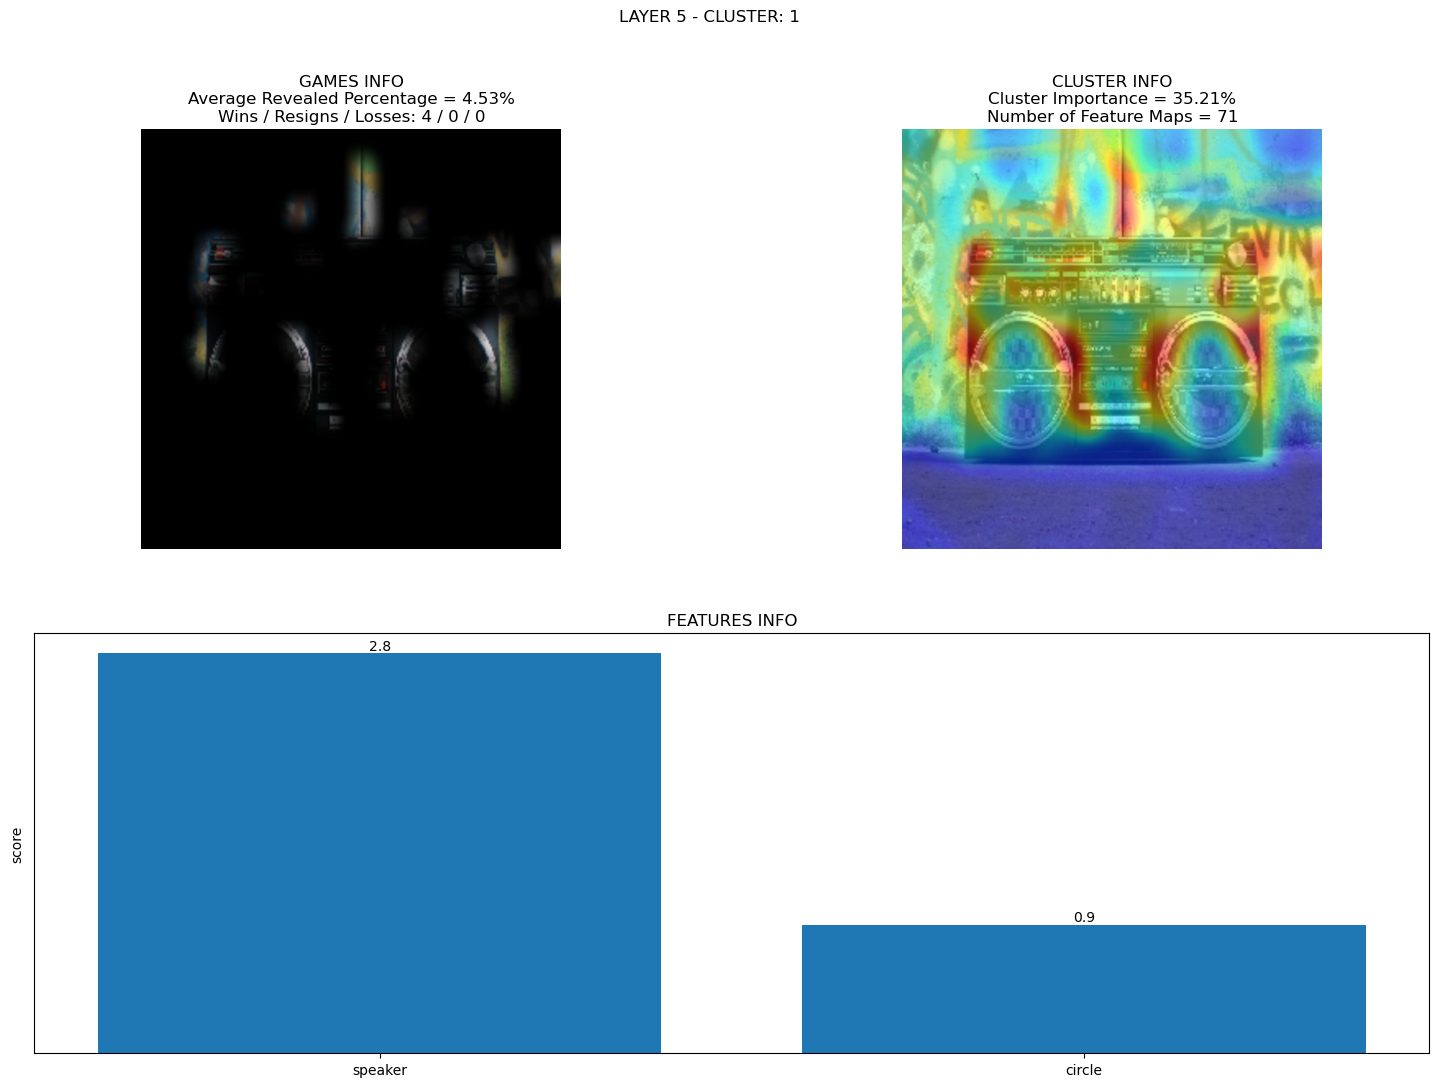 LAYER 5 - CLUSTER: 1
GAMES INFO
Average Revealed Percentage = 4.53%
Wins / Resigns / Losses: 4 / 0 / 0
CLUSTER INFO
Cluster Importance = 35.21%
Number of Feature Maps = 71
FEATURES INFO
2.8
0.9
score
speaker
circle